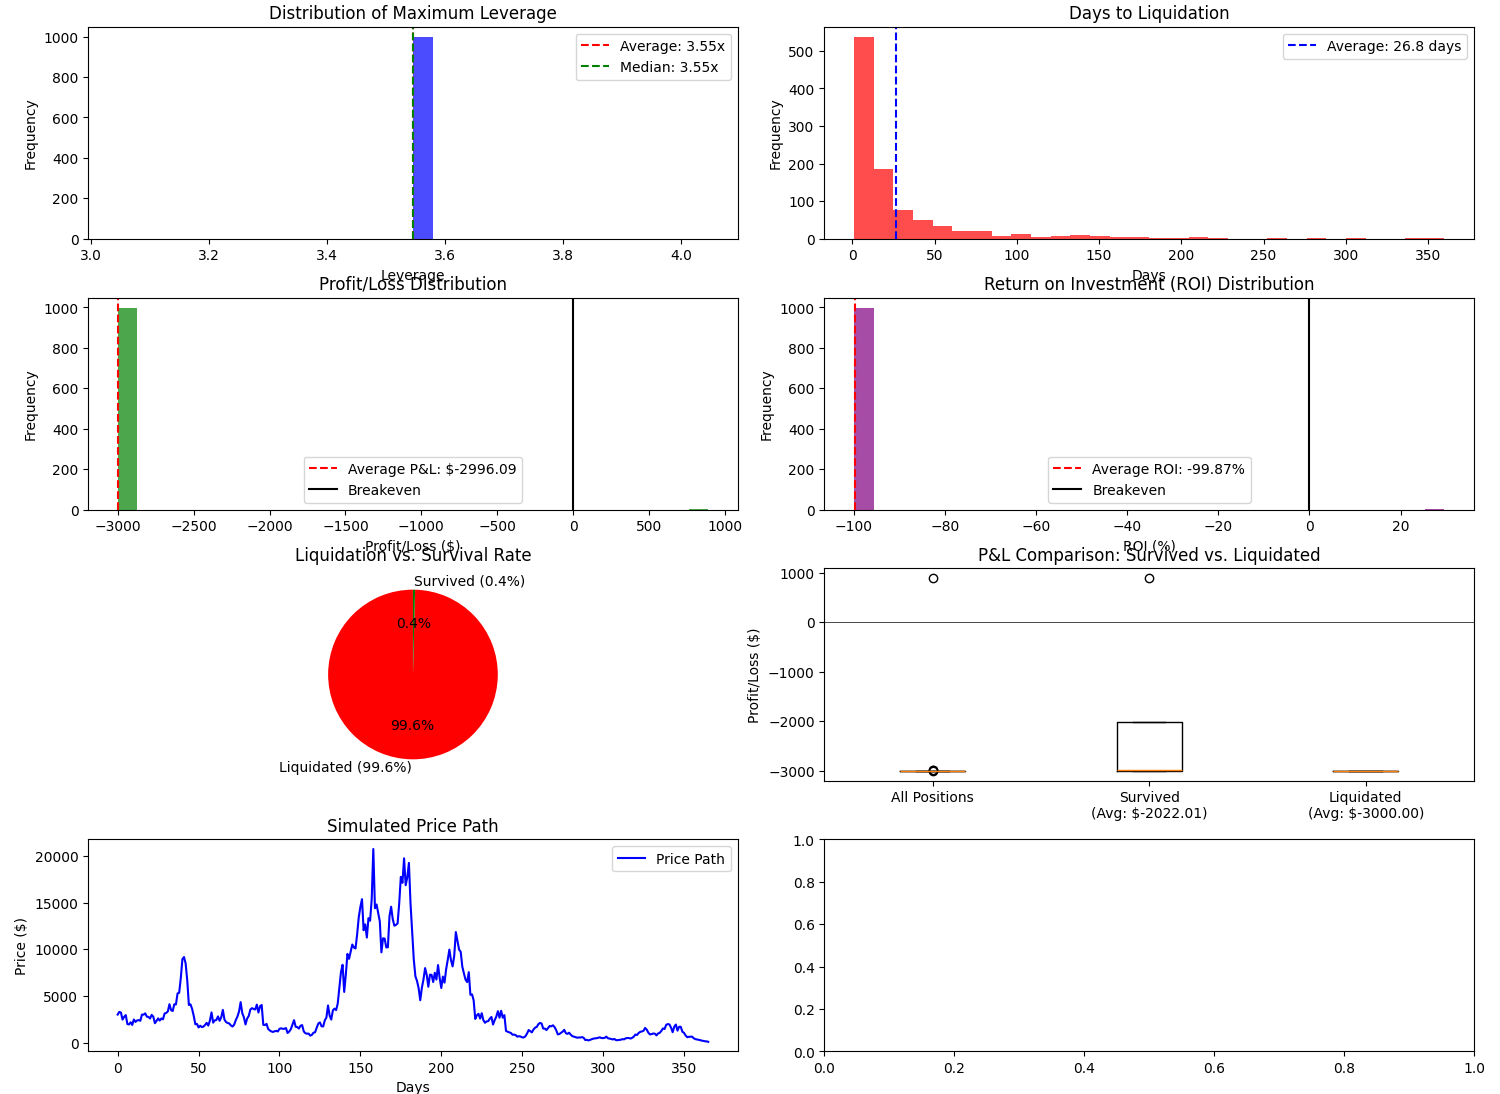 Distribution of Maximum Leverage
Frequency
1000
800
600
400
200
0
Average: 3.55x
Median: 3.55x
3.0
3.2
3.4
3.6
3.8
4.0
Leverage
Days to Liquidation
Frequency
500
400
300
200
100
0
Average: 26.8 days
0
50
100
150
200
250
300
350
Days
Profit/Loss Distribution
Frequency
1000
800
600
400
200
0
Average P&L: $-2996.09
Breakeven
−3000
−2500
−2000
−1500
−1000
−500
0
500
1000
Profit/Loss ($)
Return on Investment (ROI) Distribution
Frequency
1000
800
600
400
200
0
Average ROI: -99.87%
Breakeven
−100
−80
−60
−40
−20
0
20
ROI (%)
Liquidation vs. Survival Rate
Survived (0.4%)
0.4%
99.6%
Liquidated (99.6%)
P&L Comparison: Survived vs. Liquidated
Profit/Loss ($)
1000
0
−1000
−2000
−3000
All Positions
Survived
(Avg: $-2022.01)
Liquidated
(Avg: $-3000.00)
Simulated Price Path
Price ($)
20000
15000
10000
5000
0
Price Path
0
50
100
150
200
250
300
350
Days
1.0
0.8
0.6
0.4
0.2
0.0
0.0
0.2
0.4
0.6
0.8
1.0